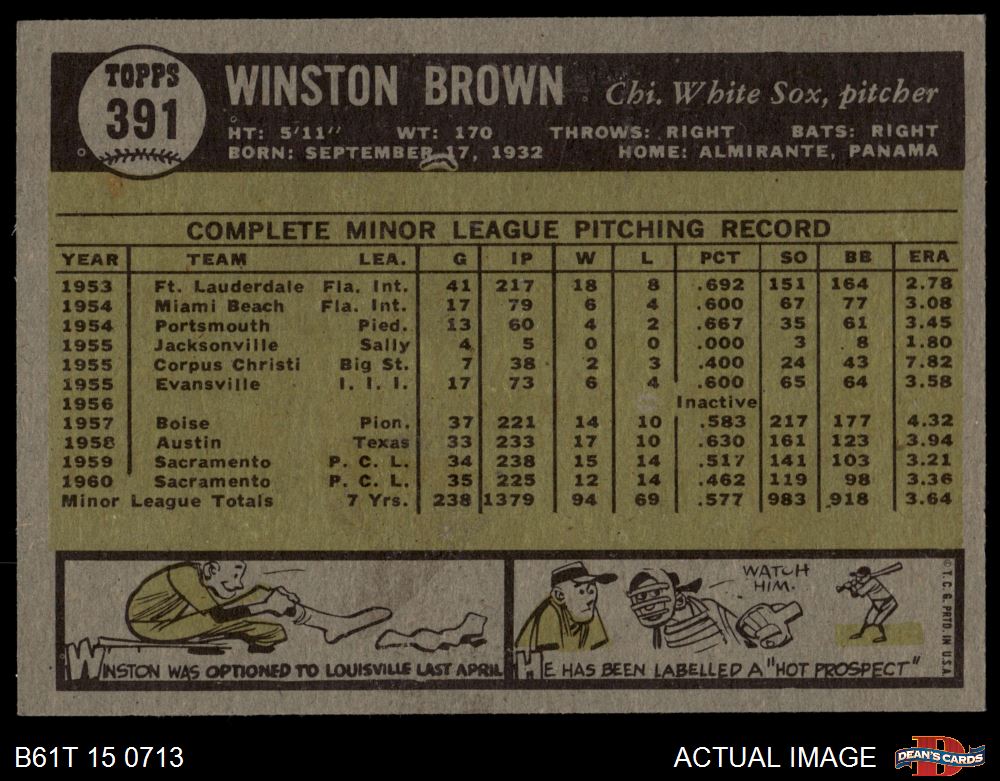 TOPPS
391
WINSTON BROWN Chi. White Sox, pitcher
HT: 5'11" WT: 170 THROWS: RIGHT BATS: RIGHT
BORN: SEPTEMBER 17, 1932 HOME: ALMIRANTE, PANAMA
COMPLETE MINOR LEAGUE PITCHING RECORD
YEAR TEAM LEA. G IP W L PCT SO BB ERA
1953 Ft. Lauderdale Fla. Int. 41 217 18 8 .692 151 164 2.78
1954 Miami Beach Fla. Int. 17 79 6 4 .600 67 77 3.08
1954 Portsmouth Pied. 13 60 4 2 .667 35 61 3.45
1955 Jacksonville Sally 4 5 0 0 .000 3 8 1.80
1955 Corpus Christi Big St. 7 38 2 3 .400 24 43 7.82
1955 Evansville I. I. I. 17 73 6 4 .600 65 64 3.58
1956 Inactive
1957 Boise Pion. 37 221 14 10 .583 217 177 4.32
1958 Austin Texas 33 233 17 10 .630 161 123 3.94
1959 Sacramento P. C. L. 34 238 15 14 .517 141 103 3.21
1960 Sacramento P. C. L. 35 225 12 14 .462 119 98 3.36
Minor League Totals 7 Yrs. 238 1379 94 69 .577 983 918 3.64
WATCH
HIM.
WINSTON WAS OPTIONED TO LOUISVILLE LAST APRIL
HE HAS BEEN LABELLED A "HOT PROSPECT"
© T. C. G. PRTD. IN U.S.A.
B61T 15 0713 ACTUAL IMAGE
D
DEAN'S CARDS